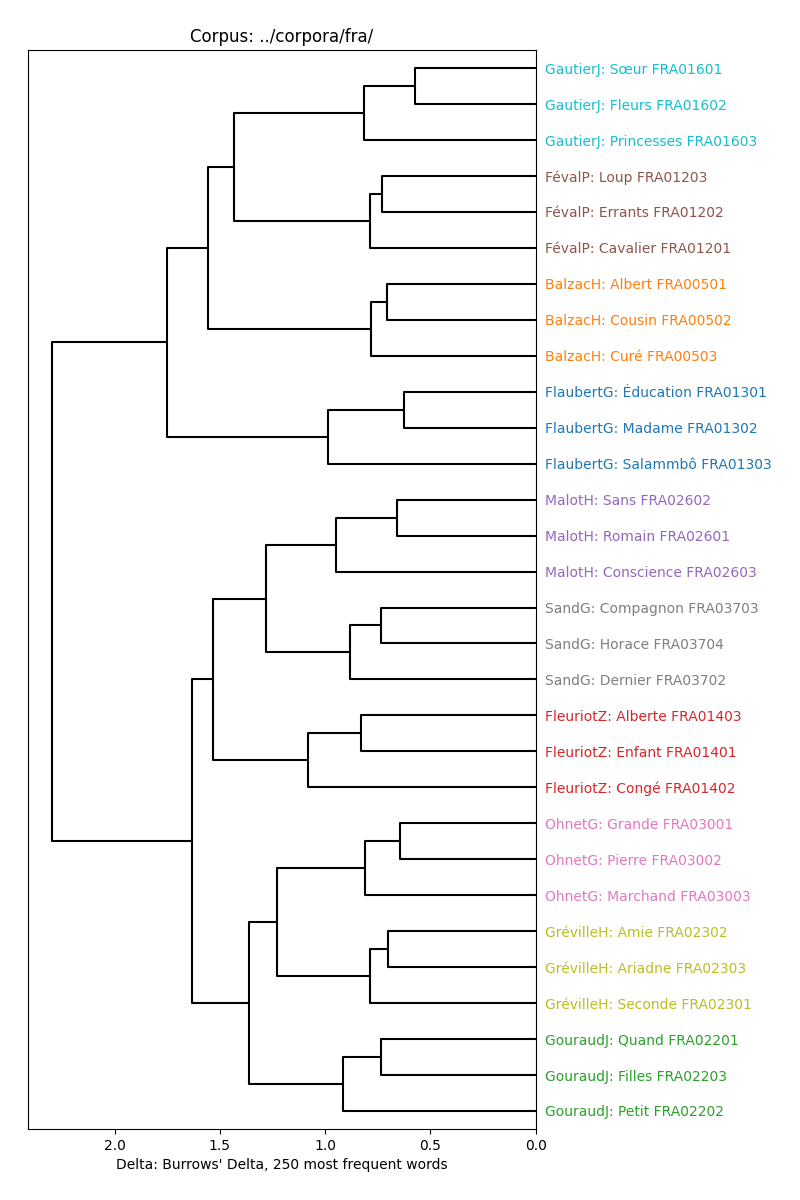 Corpus: ../corpora/fra/
GautierJ: Sœur FRA01601
GautierJ: Fleurs FRA01602
GautierJ: Princesses FRA01603
FévalP: Loup FRA01203
FévalP: Errants FRA01202
FévalP: Cavalier FRA01201
BalzacH: Albert FRA00501
BalzacH: Cousin FRA00502
BalzacH: Curé FRA00503
FlaubertG: Éducation FRA01301
FlaubertG: Madame FRA01302
FlaubertG: Salammbô FRA01303
MalotH: Sans FRA02602
MalotH: Romain FRA02601
MalotH: Conscience FRA02603
SandG: Compagnon FRA03703
SandG: Horace FRA03704
SandG: Dernier FRA03702
FleuriotZ: Alberte FRA01403
FleuriotZ: Enfant FRA01401
FleuriotZ: Congé FRA01402
OhnetG: Grande FRA03001
OhnetG: Pierre FRA03002
OhnetG: Marchand FRA03003
GrévilleH: Amie FRA02302
GrévilleH: Ariadne FRA02303
GrévilleH: Seconde FRA02301
GouraudJ: Quand FRA02201
GouraudJ: Filles FRA02203
GouraudJ: Petit FRA02202
2.0 1.5 1.0 0.5 0.0
Delta: Burrows' Delta, 250 most frequent words